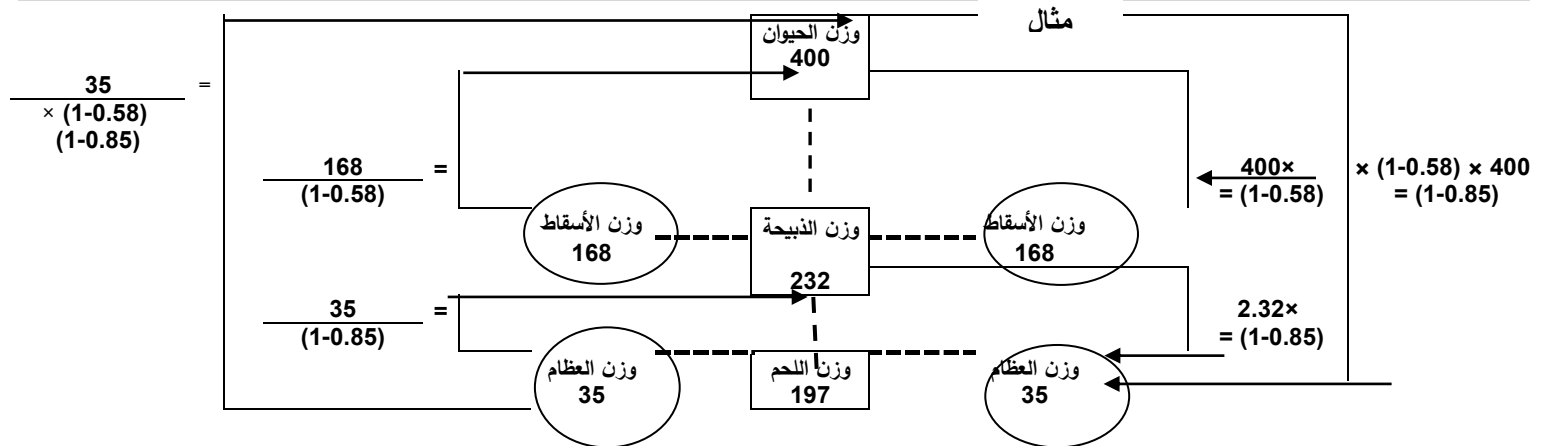 مثال
وزن الحيوان
400
35
× (1-0.58)
(1-0.85)
=
168
(1-0.58)
=
400×
= (1-0.58)
× (1-0.58) × 400
= (1-0.85)
وزن الأسقاط
168
وزن الذبيحة
232
وزن الأسقاط
168
35
(1-0.85)
=
2.32×
= (1-0.85)
وزن العظام
35
وزن اللحم
197
وزن العظام
35